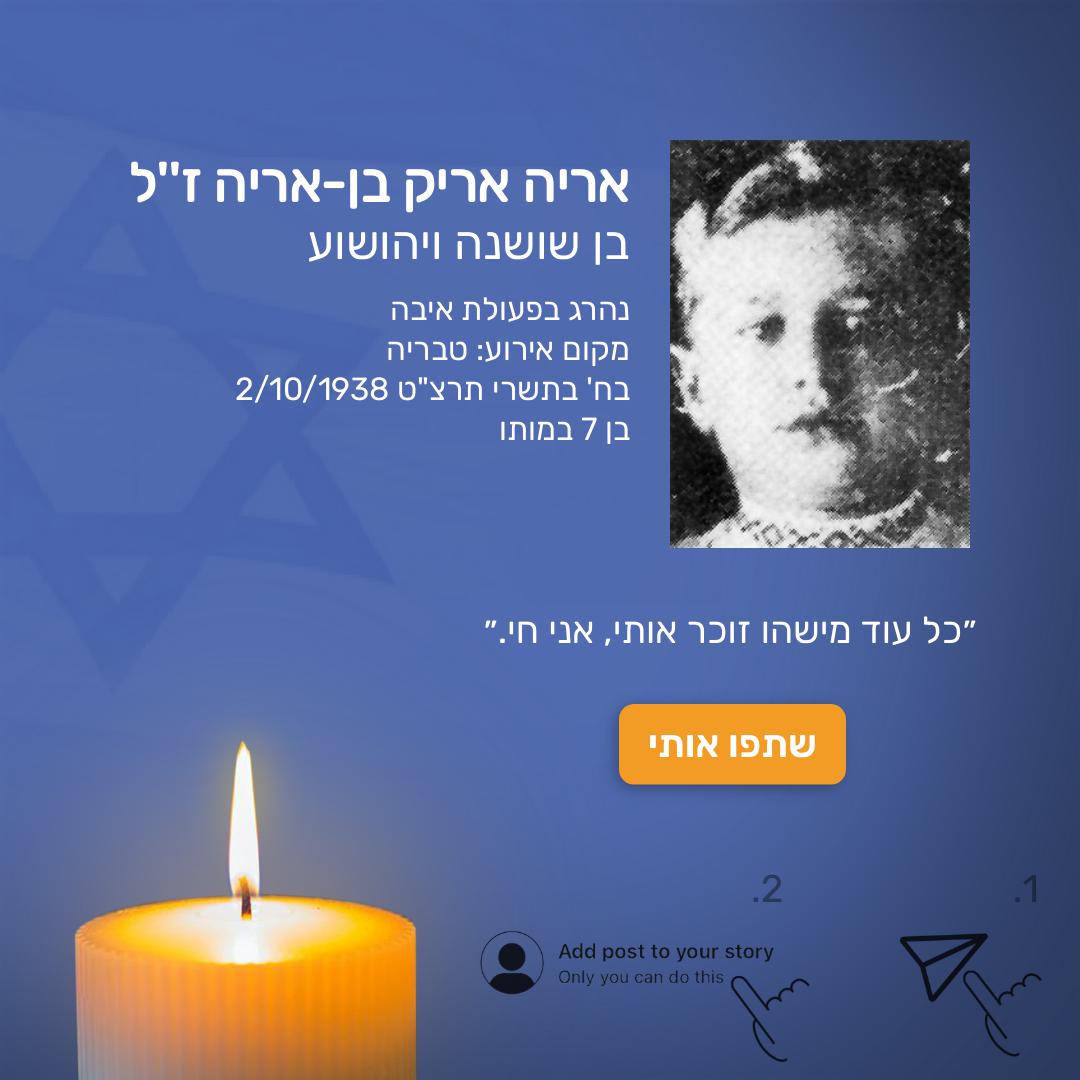 אריה אריק בן-אריה ז"ל
בן שושנה ויהושוע
נהרג בפעולת איבה
מקום אירוע: טבריה
בח' בתשרי תרצ"ט 2/10/1938
בן 7 במותו
״כל עוד מישהו זוכר אותי, אני חי.״
שתפו אותי
1.
2.
Add post to your story
Only you can do this